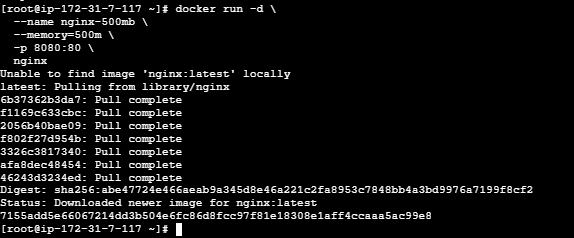 [root@ip-172-31-7-117 ~]# docker run -d \
  --name nginx-500mb \
  --memory=500m \
  -p 8080:80 \
  nginx
Unable to find image 'nginx:latest' locally
latest: Pulling from library/nginx
6b37362b3da7: Pull complete
f1169c633cbc: Pull complete
2056b40bae09: Pull complete
f802f27d954b: Pull complete
3326c3817340: Pull complete
afa8dec48454: Pull complete
46243d3234ed: Pull complete
Digest: sha256:abe47724e466aeab9a345d8e46a221c2fa8953c7848bb4a3bd9976a7199f8cf2
Status: Downloaded newer image for nginx:latest
7155add5e66067214dd3b504e6fc86d8fcc97f81e18308e1aff4ccaaa5ac99e8
[root@ip-172-31-7-117 ~]#